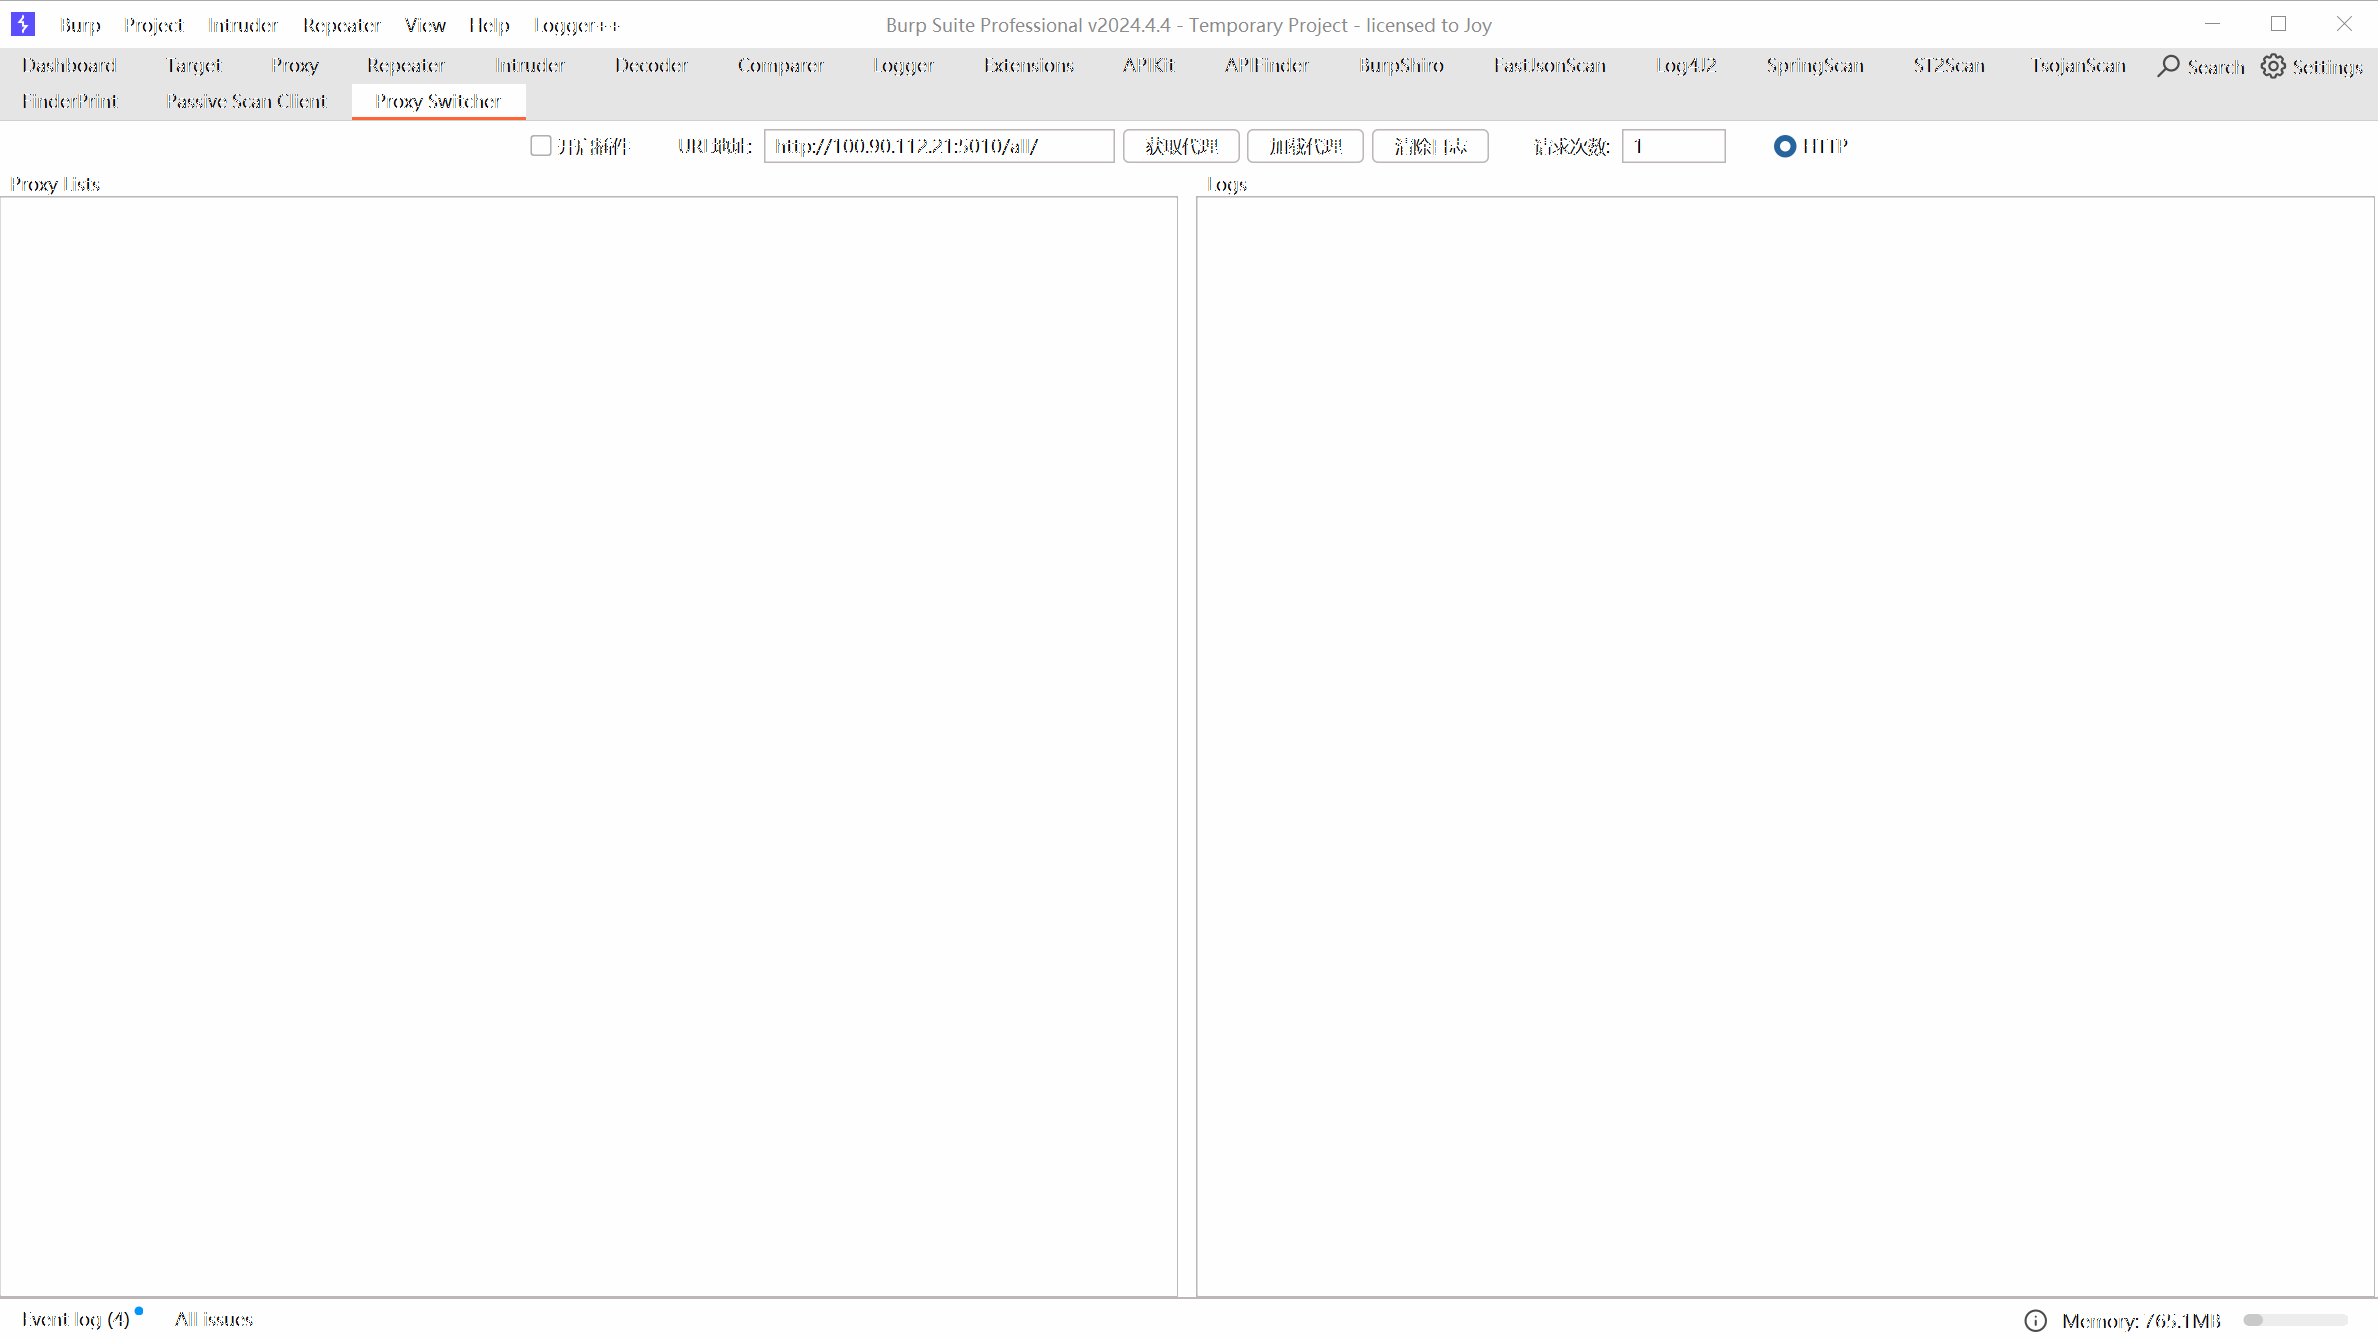 Burp Project Intruder Repeater View Help Logger++ Burp Suite Professional v2024.4.4 - Temporary Project - licensed to Joy
Dashboard Target Proxy Repeater Intruder Decoder Comparer Logger Extensions APIKit APIFinder BurpShiro FastJsonScan Log4J2 SpringScan ST2Scan TsojanScan Search Settings
FinderPrint Passive Scan Client Proxy Switcher
开启插件 URL地址: http://100.90.112.21:5010/all/ 获取代理 加载代理 清除日志 请求次数: 1 HTTP
Proxy Lists Logs
Event log (4) All issues Memory: 765.1MB